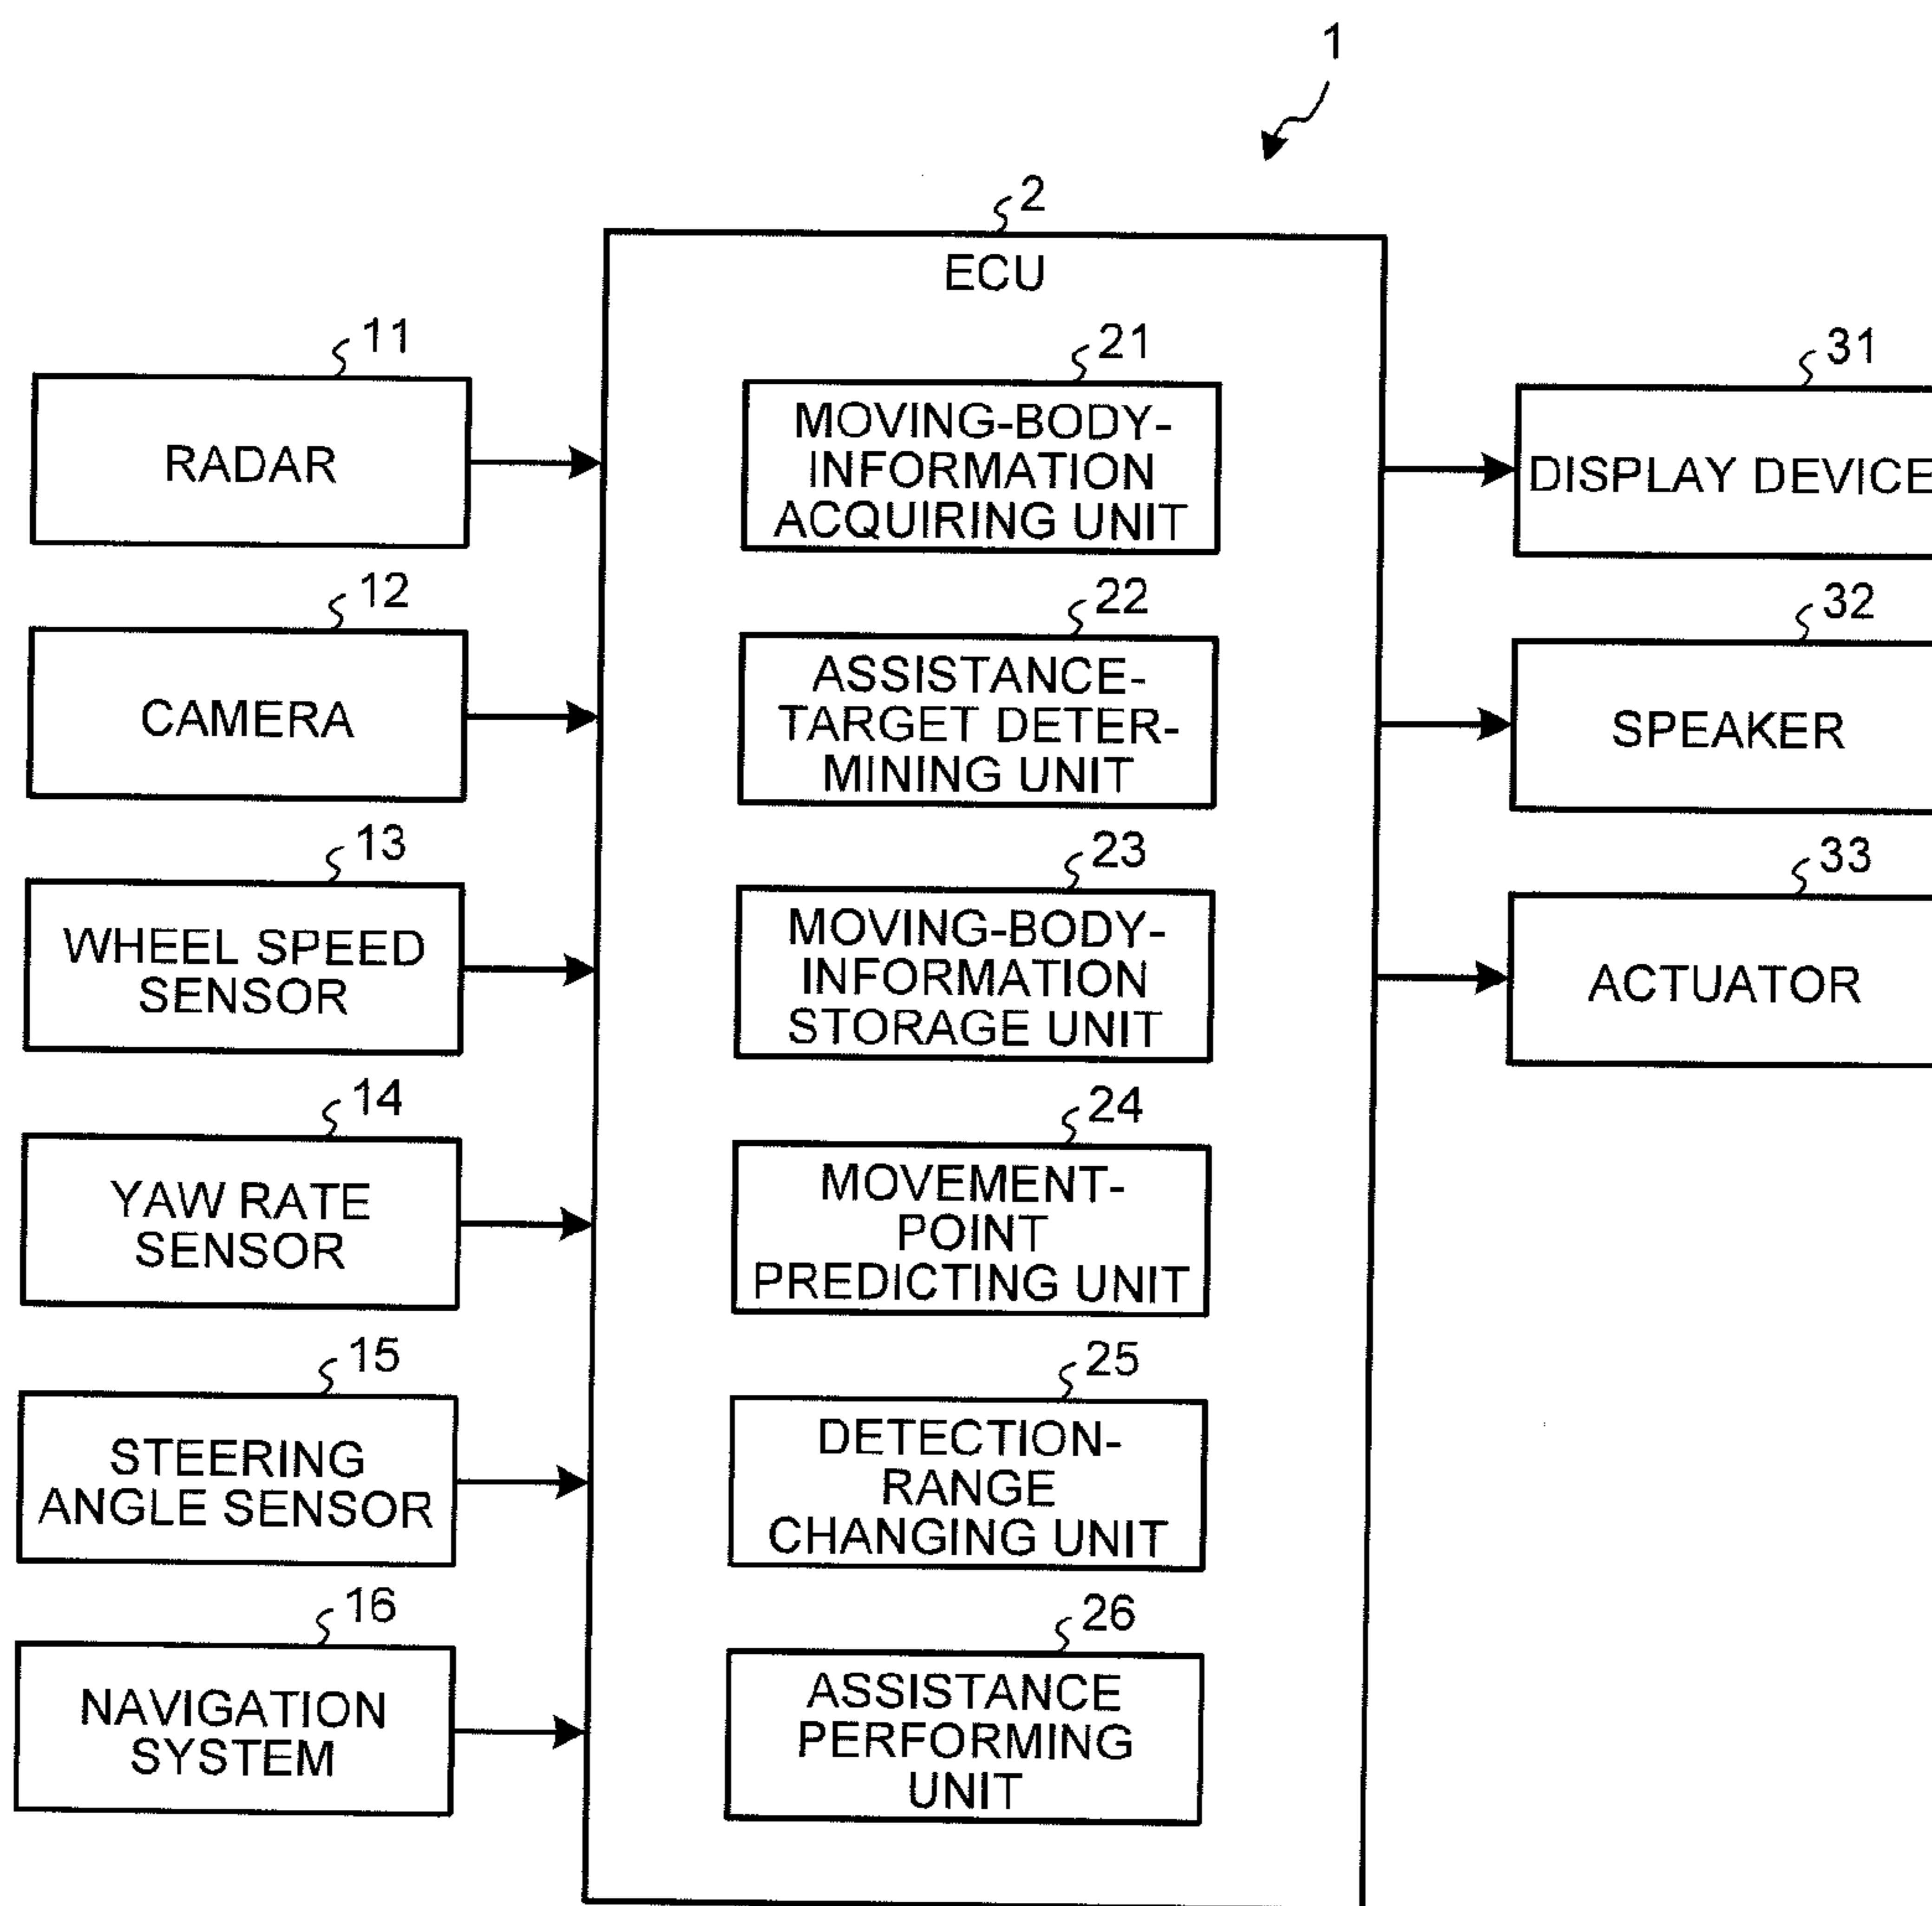 1
2
ECU
11
RADAR
12
CAMERA
13
WHEEL SPEED
SENSOR
14
YAW RATE
SENSOR
15
STEERING
ANGLE SENSOR
16
NAVIGATION
SYSTEM
21
MOVING-BODY-
INFORMATION
ACQUIRING UNIT
22
ASSISTANCE-
TARGET DETER-
MINING UNIT
23
MOVING-BODY-
INFORMATION
STORAGE UNIT
24
MOVEMENT-
POINT
PREDICTING UNIT
25
DETECTION-
RANGE
CHANGING UNIT
26
ASSISTANCE
PERFORMING
UNIT
31
DISPLAY DEVICE
32
SPEAKER
33
ACTUATOR